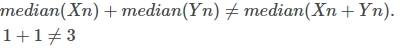 median(Xn) + median(Yn) ≠ median(Xn + Yn).
1 + 1 ≠ 3